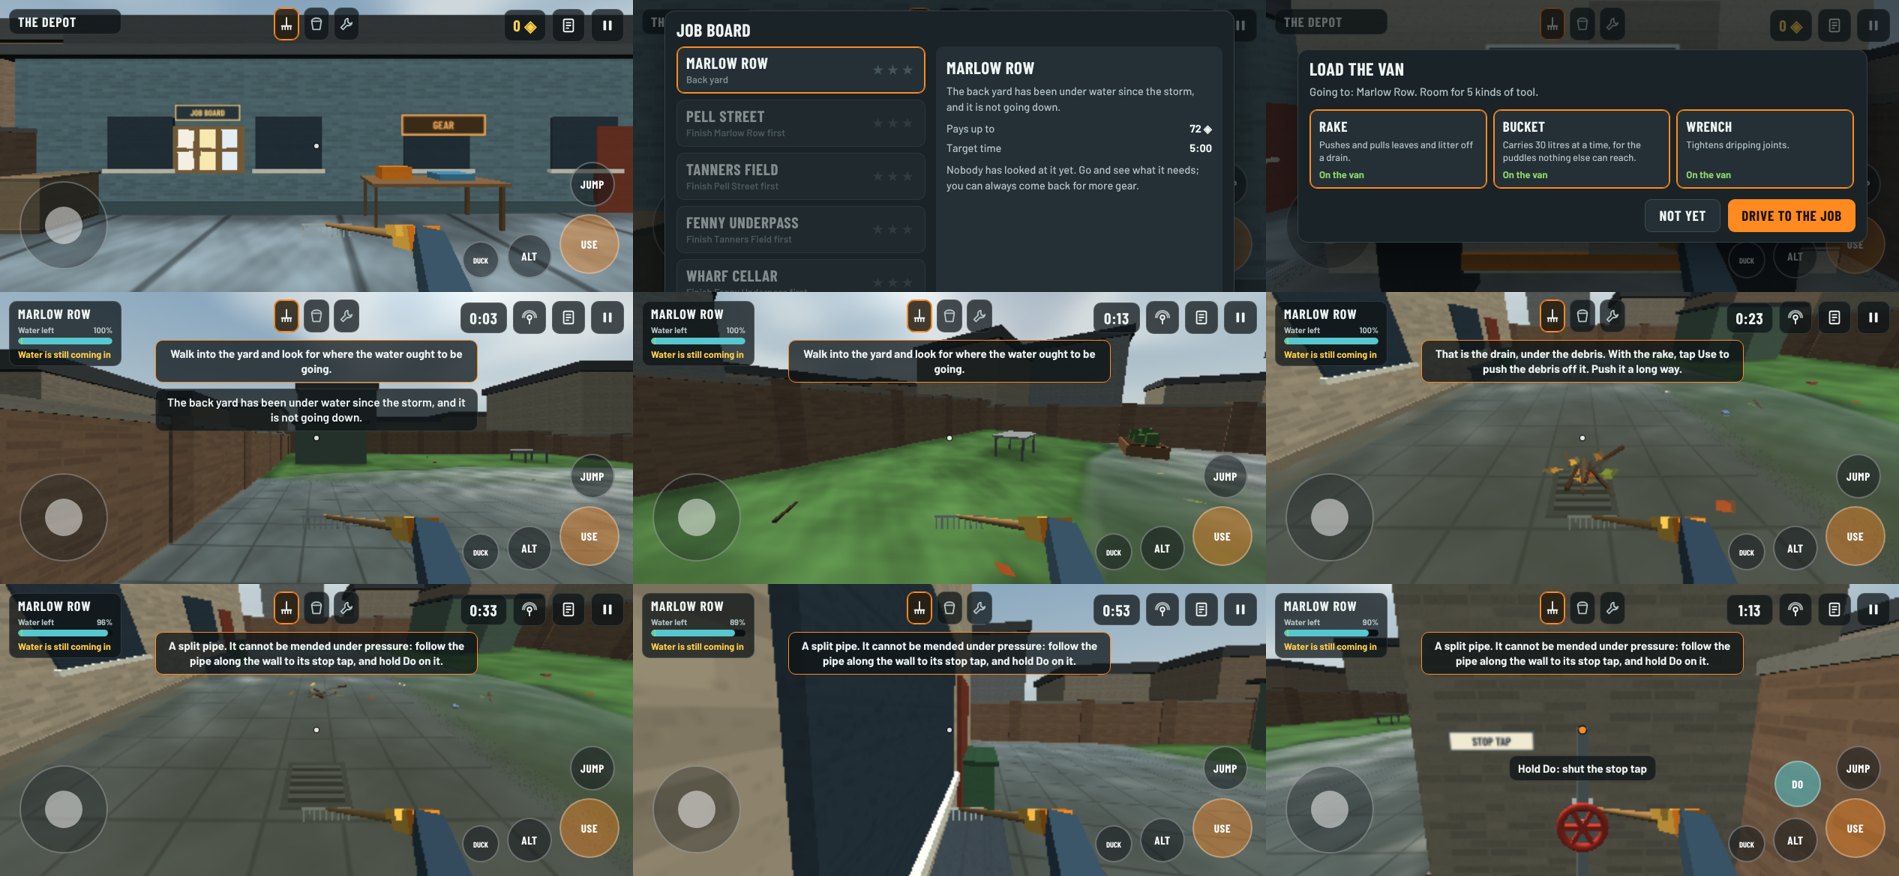 THE DEPOT
0
JOB BOARD
GEAR
JUMP
USE
ALT
DUCK
TH
JOB BOARD
MARLOW ROW
Back yard
PELL STREET
Finish Marlow Row first
TANNERS FIELD
Finish Pell Street first
FENNY UNDERPASS
Finish Tanners Field first
WHARF CELLAR
Finish Fenny Underpass first
MARLOW ROW
The back yard has been under water since the storm,
and it is not going down.
Pays up to 72
Target time 5:00
Nobody has looked at it yet. Go and see what it needs;
you can always come back for more gear.
THE DEPOT
0
LOAD THE VAN
Going to: Marlow Row. Room for 5 kinds of tool.
RAKE
Pushes and pulls leaves and litter off
a drain.
On the van
BUCKET
Carries 30 litres at a time, for the
puddles nothing else can reach.
On the van
WRENCH
Tightens dripping joints.
On the van
NOT YET
DRIVE TO THE JOB
USE
DUCK
ALT
MARLOW ROW
Water left 100%
Water is still coming in
0:03
Walk into the yard and look for where the water ought to be
going.
The back yard has been under water since the storm, and it
is not going down.
JUMP
USE
ALT
DUCK
MARLOW ROW
Water left 100%
Water is still coming in
0:13
Walk into the yard and look for where the water ought to be
going.
JUMP
USE
ALT
DUCK
MARLOW ROW
Water left 100%
Water is still coming in
0:23
That is the drain, under the debris. With the rake, tap Use to
push the debris off it. Push it a long way.
JUMP
USE
ALT
DUCK
MARLOW ROW
Water left 96%
Water is still coming in
0:33
A split pipe. It cannot be mended under pressure: follow the
pipe along the wall to its stop tap, and hold Do on it.
JUMP
USE
ALT
DUCK
MARLOW ROW
Water left 89%
Water is still coming in
0:53
A split pipe. It cannot be mended under pressure: follow the
pipe along the wall to its stop tap, and hold Do on it.
JUMP
USE
ALT
DUCK
MARLOW ROW
Water left 90%
Water is still coming in
1:13
A split pipe. It cannot be mended under pressure: follow the
pipe along the wall to its stop tap, and hold Do on it.
STOP TAP
Hold Do: shut the stop tap
DO
JUMP
USE
ALT
DUCK